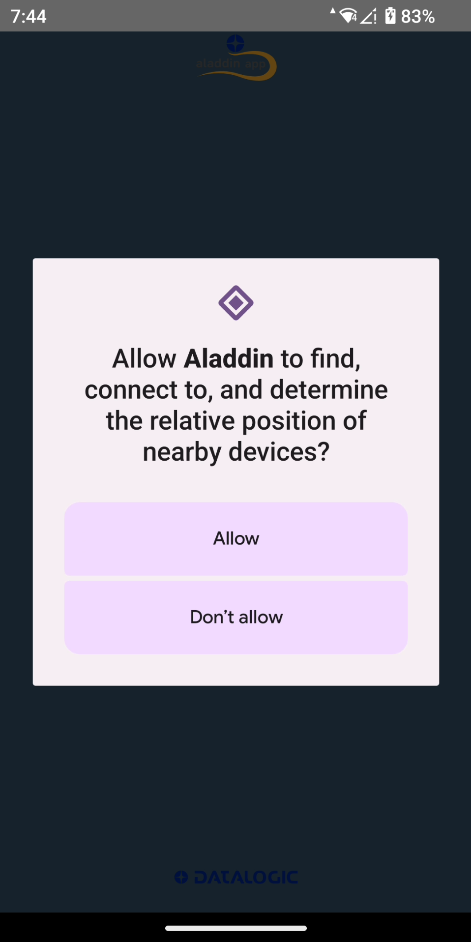 7:44
4 83%
aladdin app
Allow Aladdin to find,
connect to, and determine
the relative position of
nearby devices?
Allow
Don't allow
DATALOGIC